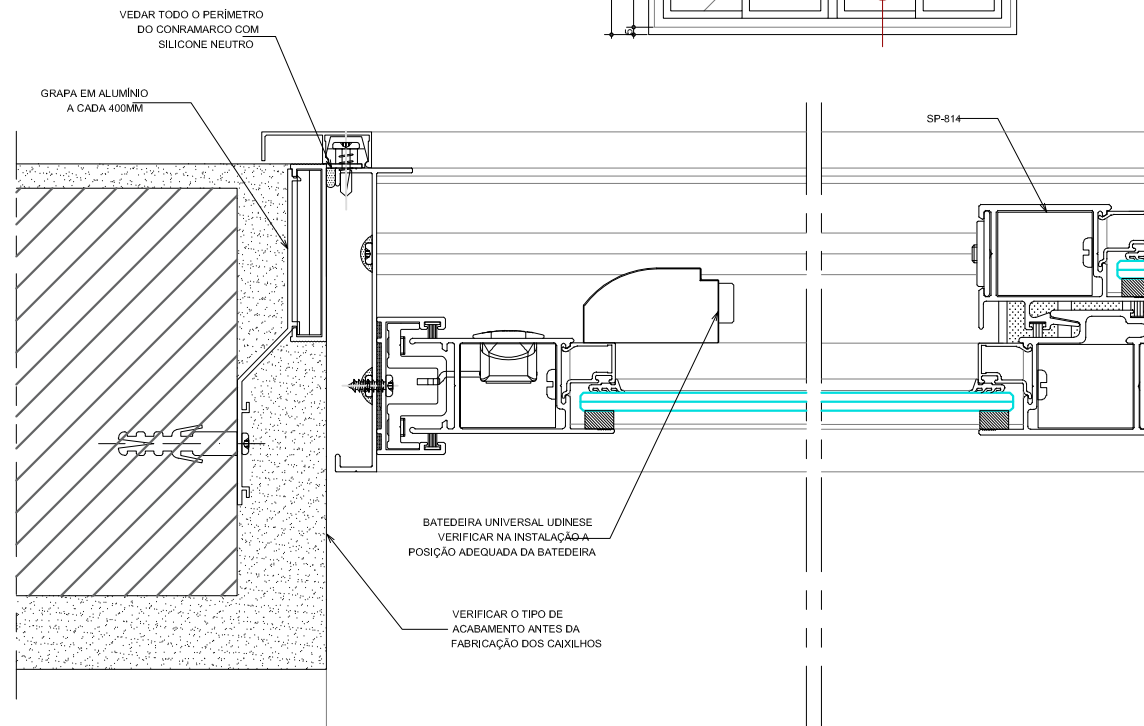 VEDAR TODO O PERÍMETRO
DO CONRAMARCO COM
SILICONE NEUTRO
GRAPA EM ALUMÍNIO
A CADA 400MM
SP-814
BATEDEIRA UNIVERSAL UDINESE
VERIFICAR NA INSTALAÇÃO A
POSIÇÃO ADEQUADA DA BATEDEIRA
VERIFICAR O TIPO DE
ACABAMENTO ANTES DA
FABRICAÇÃO DOS CAIXILHOS